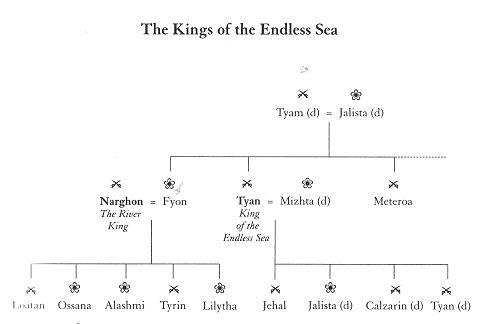 The Kings of the Endless Sea
Tyam (d) = Jalista (d)
Narghon = Fyon Tyan = Mizhta (d) Meteroa
The River King
King of the Endless Sea
Loatan Ossana Alashmi Tyrin Lilytha Jehal Jalista (d) Calzarin (d) Tyan (d)